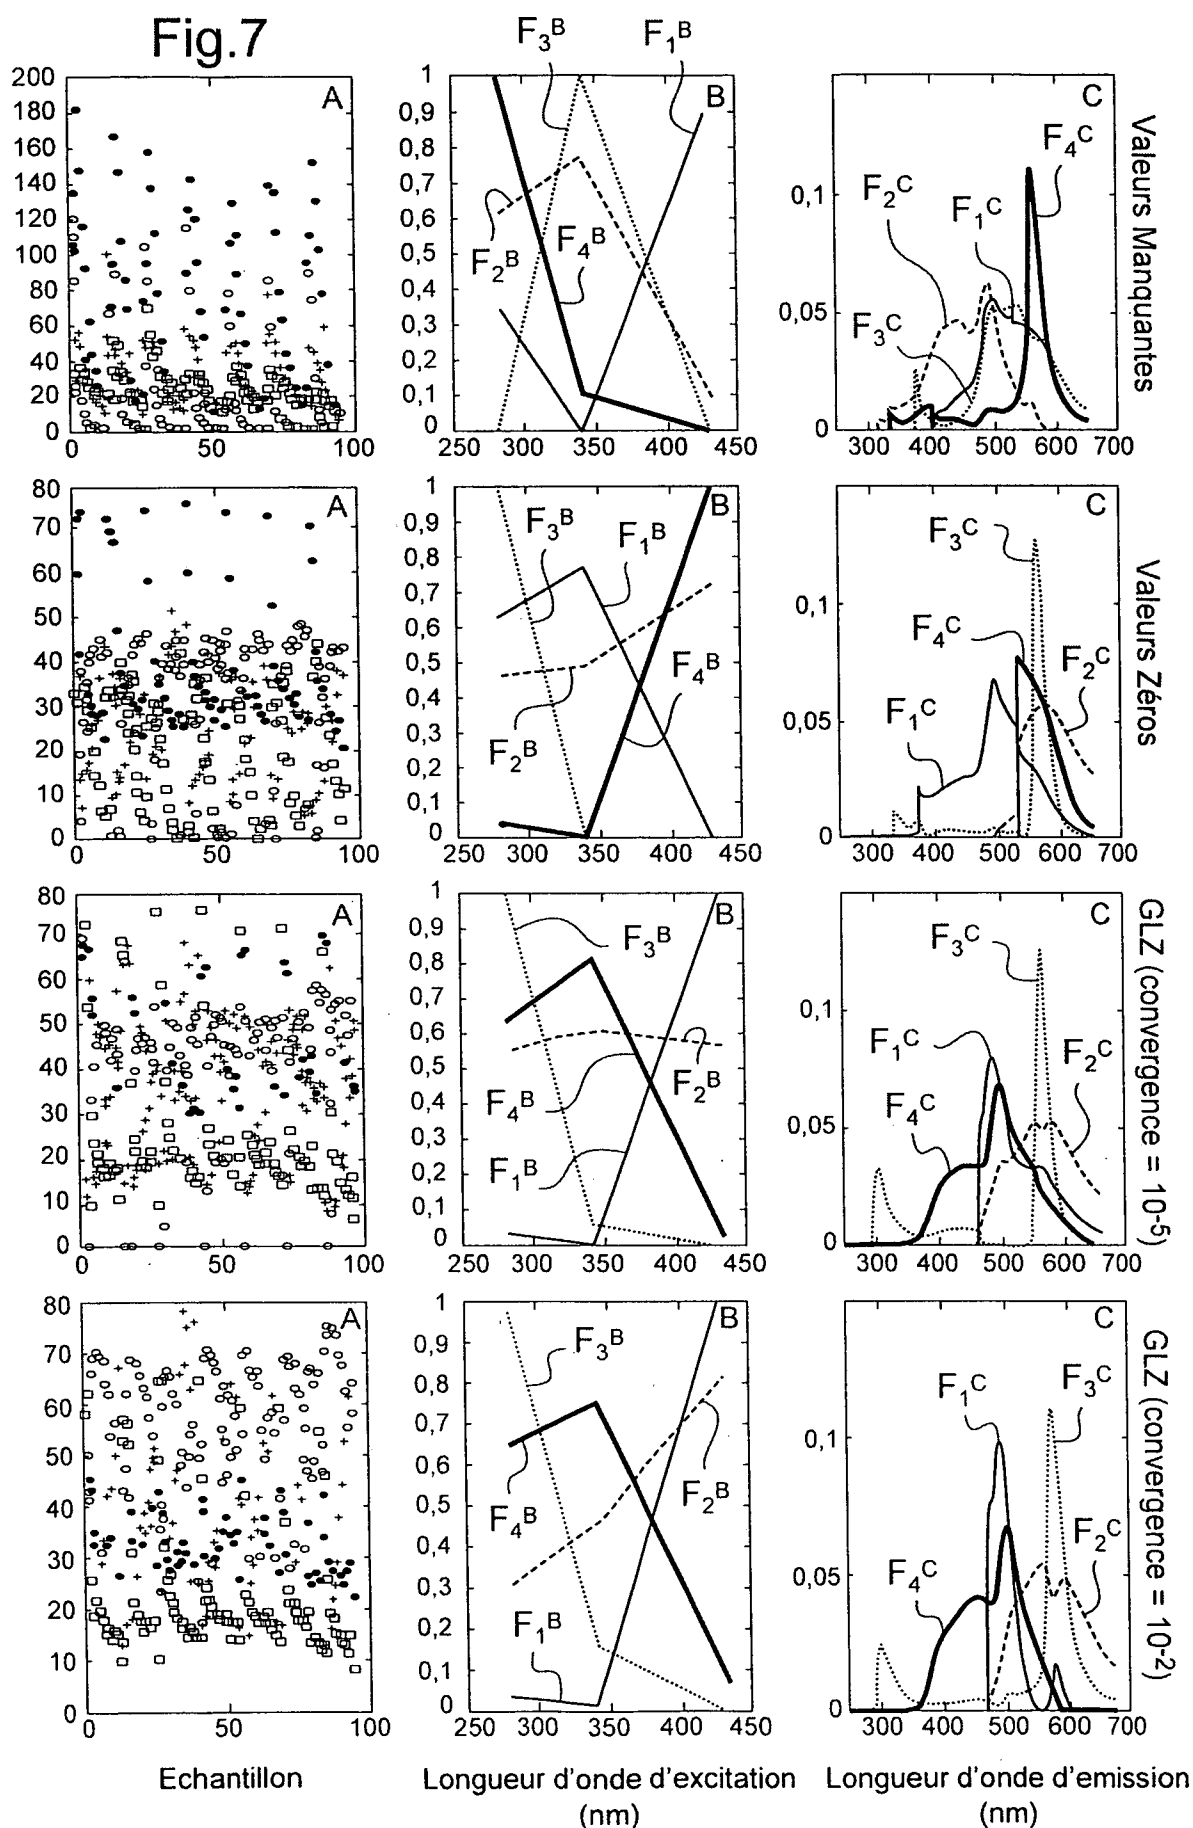 Fig.7
A
200
180
160
140
120
100
80
60
40
20
0
0 50 100
F3B F1B
B
1
0,9
0,8
0,7
0,6
0,5
0,4
0,3
0,2
0,1
0
F2B
F4B
250 300 350 400 450
C
F4C
F2C F1C
F3C
0,1
0,05
0
300 400 500 600 700
Valeurs Manquantes
A
80
70
60
50
40
30
20
10
0
0 50 100
B
1
0,9
0,8
0,7
0,6
0,5
0,4
0,3
0,2
0,1
0
F3B
F1B
F4B
F2B
250 300 350 400 450
C
F3C
F4C
F2C
F1C
0,1
0,05
0
300 400 500 600 700
Valeurs Zéros
A
80
70
60
50
40
30
20
10
0
0 50 100
B
1
0,9
0,8
0,7
0,6
0,5
0,4
0,3
0,2
0,1
0
F3B
F2B
F4B
F1B
250 300 350 400 450
C
F3C
F1C
F2C
F4C
0,1
0,05
0
300 400 500 600 700
GLZ (convergence = 10-5)
A
80
70
60
50
40
30
20
10
0
0 50 100
B
1
0,9
0,8
0,7
0,6
0,5
0,4
0,3
0,2
0,1
0
F3B
F2B
F4B
F1B
250 300 350 400 450
C
F1C F3C
F2C
F4C
0,1
0,05
0
300 400 500 600 700
GLZ (convergence = 10-2)
Echantillon
Longueur d'onde d'excitation
(nm)
Longueur d'onde d'emission
(nm)